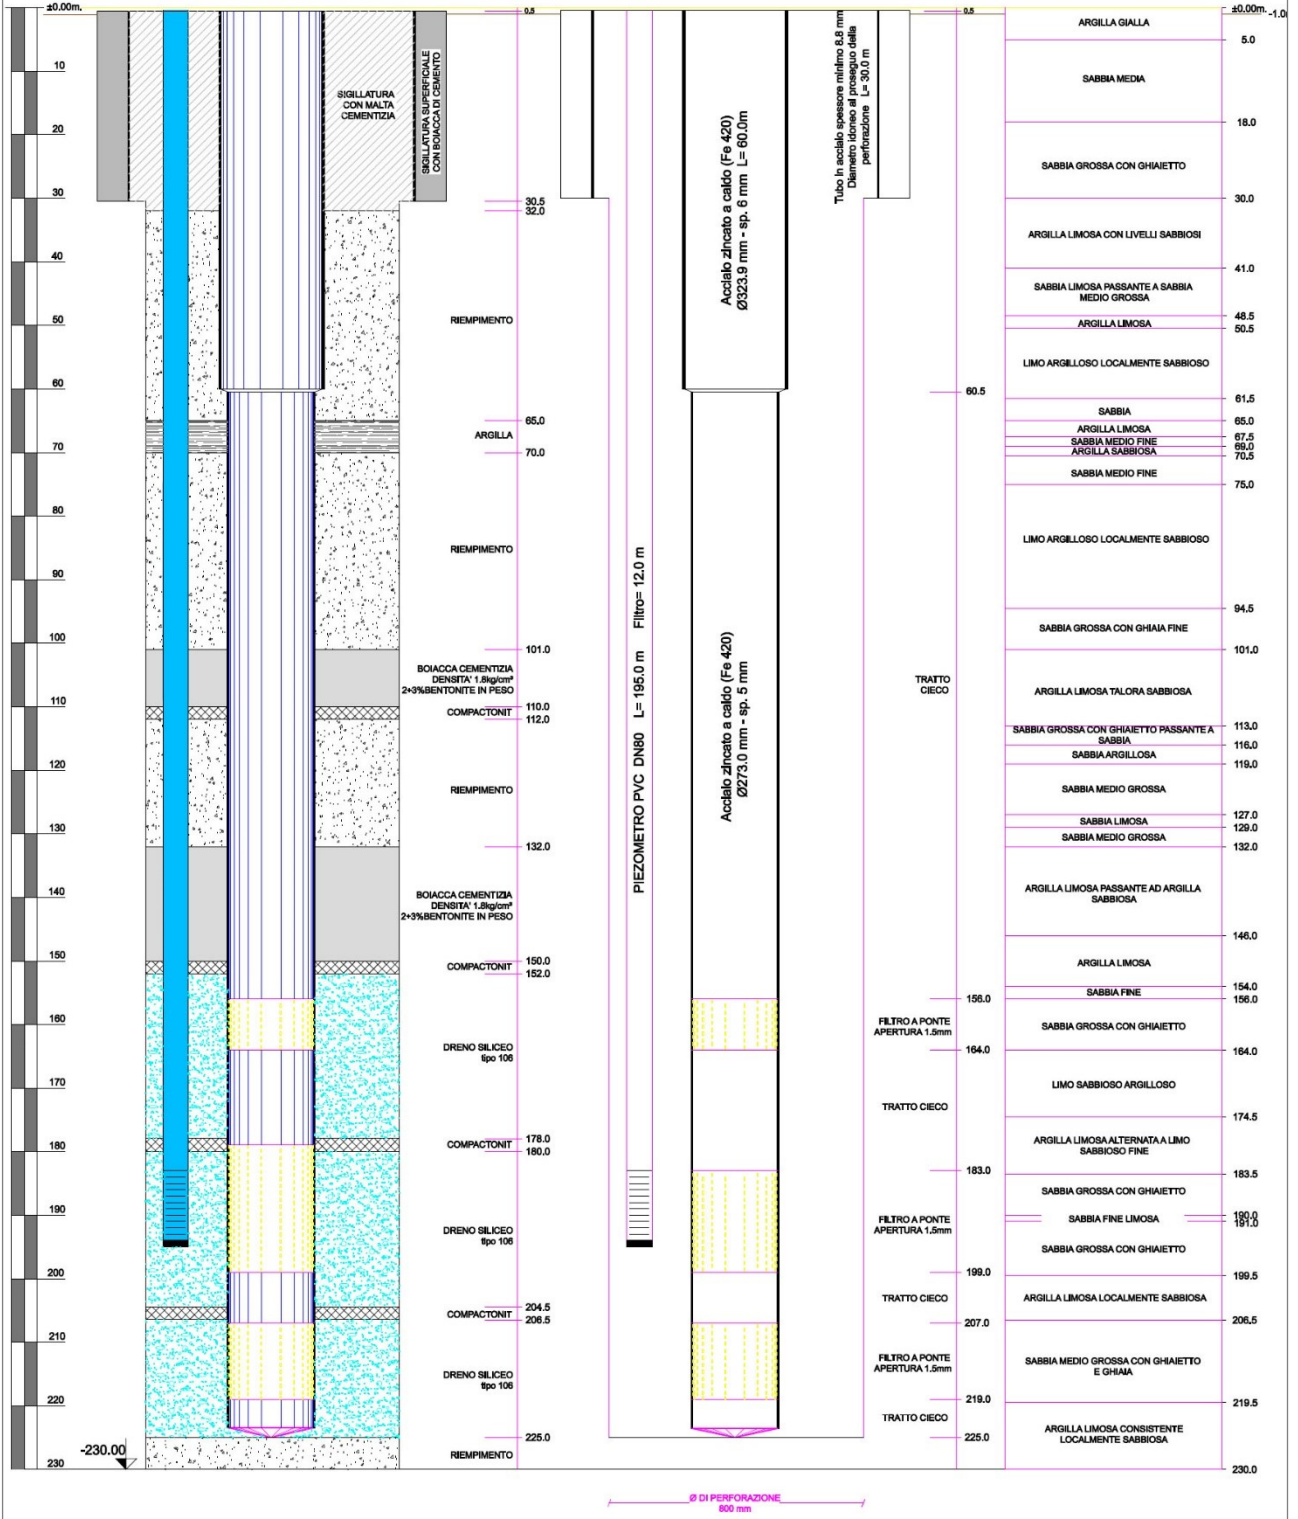 ±0.00m.
10
20
30
40
50
60
70
80
90
100
110
120
130
140
150
160
170
180
190
200
210
220
230
-230.00
SIGILLATURA
CON MALTA
CEMENTIZIA
SIGILLATURA SUPERFICIALE
CON BOIACCA DI CEMENTO
RIEMPIMENTO
ARGILLA
RIEMPIMENTO
BOIACCA CEMENTIZIA
DENSITA' 1.8kg/cm³
2÷3%BENTONITE IN PESO
COMPACTONIT
RIEMPIMENTO
BOIACCA CEMENTIZIA
DENSITA' 1.8kg/cm³
2÷3%BENTONITE IN PESO
COMPACTONIT
DRENO SILICEO
tipo 106
COMPACTONIT
DRENO SILICEO
tipo 106
COMPACTONIT
DRENO SILICEO
tipo 106
RIEMPIMENTO
0.5
30.5
32.0
65.0
70.0
101.0
110.0
112.0
132.0
150.0
152.0
178.0
180.0
204.5
206.5
225.0
PIEZOMETRO PVC DN80 L= 195.0 m Filtro= 12.0 m
Acciaio zincato a caldo (Fe 420)
Ø323.9 mm - sp. 6 mm L= 60.0m
Acciaio zincato a caldo (Fe 420)
Ø273.0 mm - sp. 5 mm
Tubo in acciaio spessore minimo 8.8 mm
Diametro idoneo al proseguo della
perforazione L= 30.0 m
TRATTO
CIECO
FILTRO A PONTE
APERTURA 1.5mm
TRATTO CIECO
FILTRO A PONTE
APERTURA 1.5mm
TRATTO CIECO
FILTRO A PONTE
APERTURA 1.5mm
TRATTO CIECO
0.5
60.5
156.0
164.0
183.0
199.0
207.0
219.0
225.0
Ø DI PERFORAZIONE
600 mm
±0.00m.
-1.0
ARGILLA GIALLA
5.0
SABBIA MEDIA
18.0
SABBIA GROSSA CON GHIAIETTO
30.0
ARGILLA LIMOSA CON LIVELLI SABBIOSI
41.0
SABBIA LIMOSA PASSANTE A SABBIA
MEDIO GROSSA
48.5
ARGILLA LIMOSA
50.5
LIMO ARGILLOSO LOCALMENTE SABBIOSO
61.5
SABBIA
65.0
ARGILLA LIMOSA
67.5
SABBIA MEDIO FINE
69.0
ARGILLA SABBIOSA
70.5
SABBIA MEDIO FINE
75.0
LIMO ARGILLOSO LOCALMENTE SABBIOSO
94.5
SABBIA GROSSA CON GHIAIA FINE
101.0
ARGILLA LIMOSA TALORA SABBIOSA
113.0
SABBIA GROSSA CON GHIAIETTO PASSANTE A
SABBIA
116.0
SABBIA ARGILLOSA
119.0
SABBIA MEDIO GROSSA
127.0
SABBIA LIMOSA
129.0
SABBIA MEDIO GROSSA
132.0
ARGILLA LIMOSA PASSANTE AD ARGILLA
SABBIOSA
146.0
ARGILLA LIMOSA
154.0
SABBIA FINE
156.0
SABBIA GROSSA CON GHIAIETTO
164.0
LIMO SABBIOSO ARGILLOSO
174.5
ARGILLA LIMOSA ALTERNATA A LIMO
SABBIOSO FINE
183.5
SABBIA GROSSA CON GHIAIETTO
190.0
SABBIA FINE LIMOSA
191.0
SABBIA GROSSA CON GHIAIETTO
199.5
ARGILLA LIMOSA LOCALMENTE SABBIOSA
206.5
SABBIA MEDIO GROSSA CON GHIAIETTO
E GHIAIA
219.5
ARGILLA LIMOSA CONSISTENTE
LOCALMENTE SABBIOSA
230.0